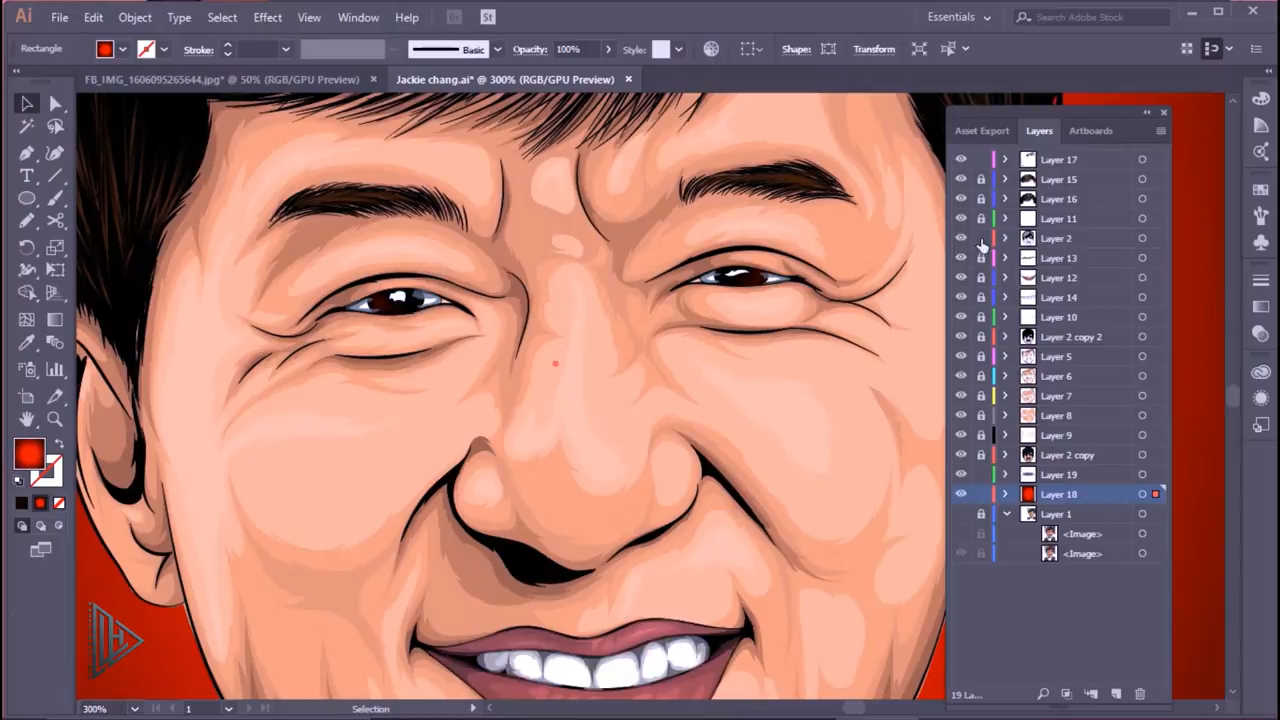 Ai File Edit Object Type Select Effect View Window Help Br St Essentials Search Adobe Stock
Rectangle Stroke: Basic Opacity: 100% Style: Shape: Transform
FB_IMG_1606095265644.jpg* @ 50% (RGB/GPU Preview) × Jackie chang.ai* @ 300% (RGB/GPU Preview) ×
Asset Export Layers Artboards
Layer 17
Layer 15
Layer 16
Layer 11
Layer 2
Layer 13
Layer 12
Layer 14
Layer 10
Layer 2 copy 2
Layer 5
Layer 6
Layer 7
Layer 8
Layer 9
Layer 2 copy
Layer 19
Layer 18
Layer 1
<Image>
<Image>
19 La...
300% 1 Selection